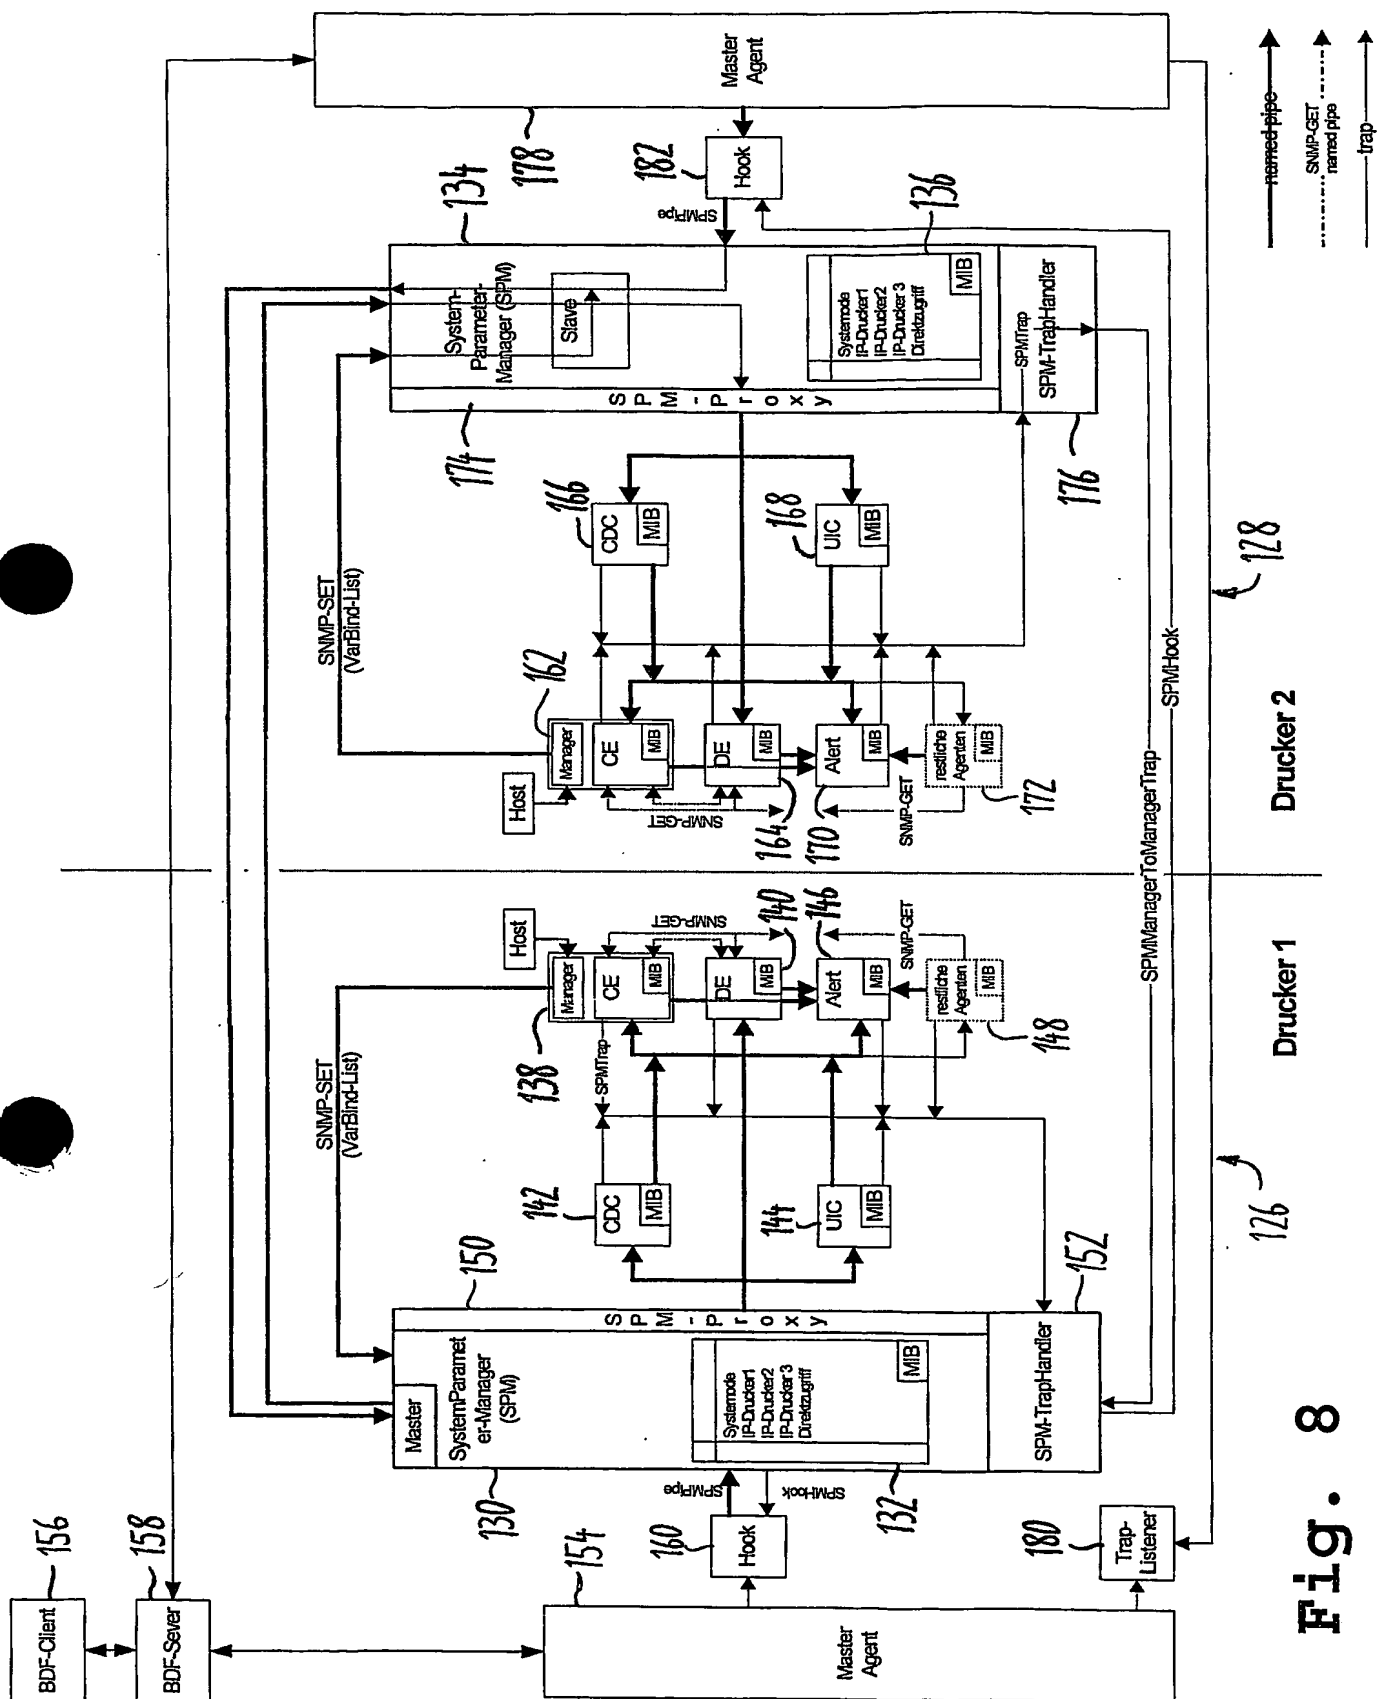 BDF-Client
156
BDF-Sever
158
Master
Agent
154
Hook
160
SPMPipe
SPMHook
Trap-
Listener
180
130
Master
SystemParamet
er-Manager
(SPM)
Systemode
IP-Drucker1
IP-Drucker2
IP-Drucker 3
Direktzugriff
MIB
132
SPM-Proxy
150
SPM-TrapHandler
152
SNMP-SET
(VarBind-List)
CDC
MIB
142
UIC
MIB
144
SPMTrap
138
Host
Manager
CE
MIB
DE
MIB
140
Alert
MIB
146
restliche
Agenten
MIB
148
SNMP-GET
SNMP-GET
Drucker 1
126
SNMP-SET
(VarBind-List)
Host
Manager
162
CE
MIB
DE
MIB
164
Alert
MIB
170
restliche
Agenten
MIB
172
SNMP-GET
SNMP-GET
CDC
MIB
166
UIC
MIB
168
Drucker 2
128
SPM-Proxy
174
System-
Parameter-
Manager (SPM)
134
Slave
Systemode
IP-Drucker1
IP-Drucker2
IP-Drucker 3
Direktzugriff
MIB
136
SPMTrap
SPM-TrapHandler
176
SPMManagerToManagerTrap
SPMHook
SPMPipe
Hook
182
Master
Agent
178
named pipe
SNMP-GET
named pipe
trap
Fig. 8